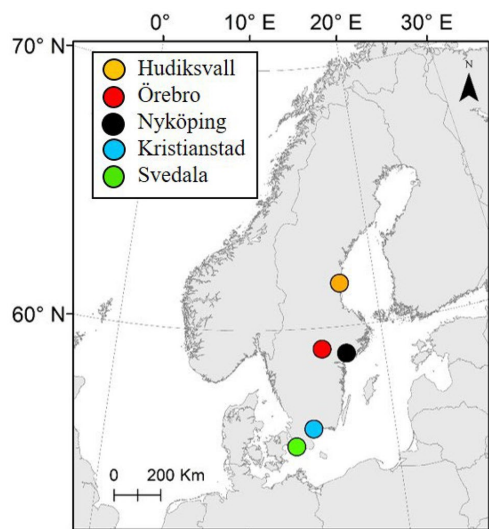 0° 10° E 20° E 30° E
70° N
N
Hudiksvall
Örebro
Nyköping
Kristianstad
Svedala
60° N
0 200 Km